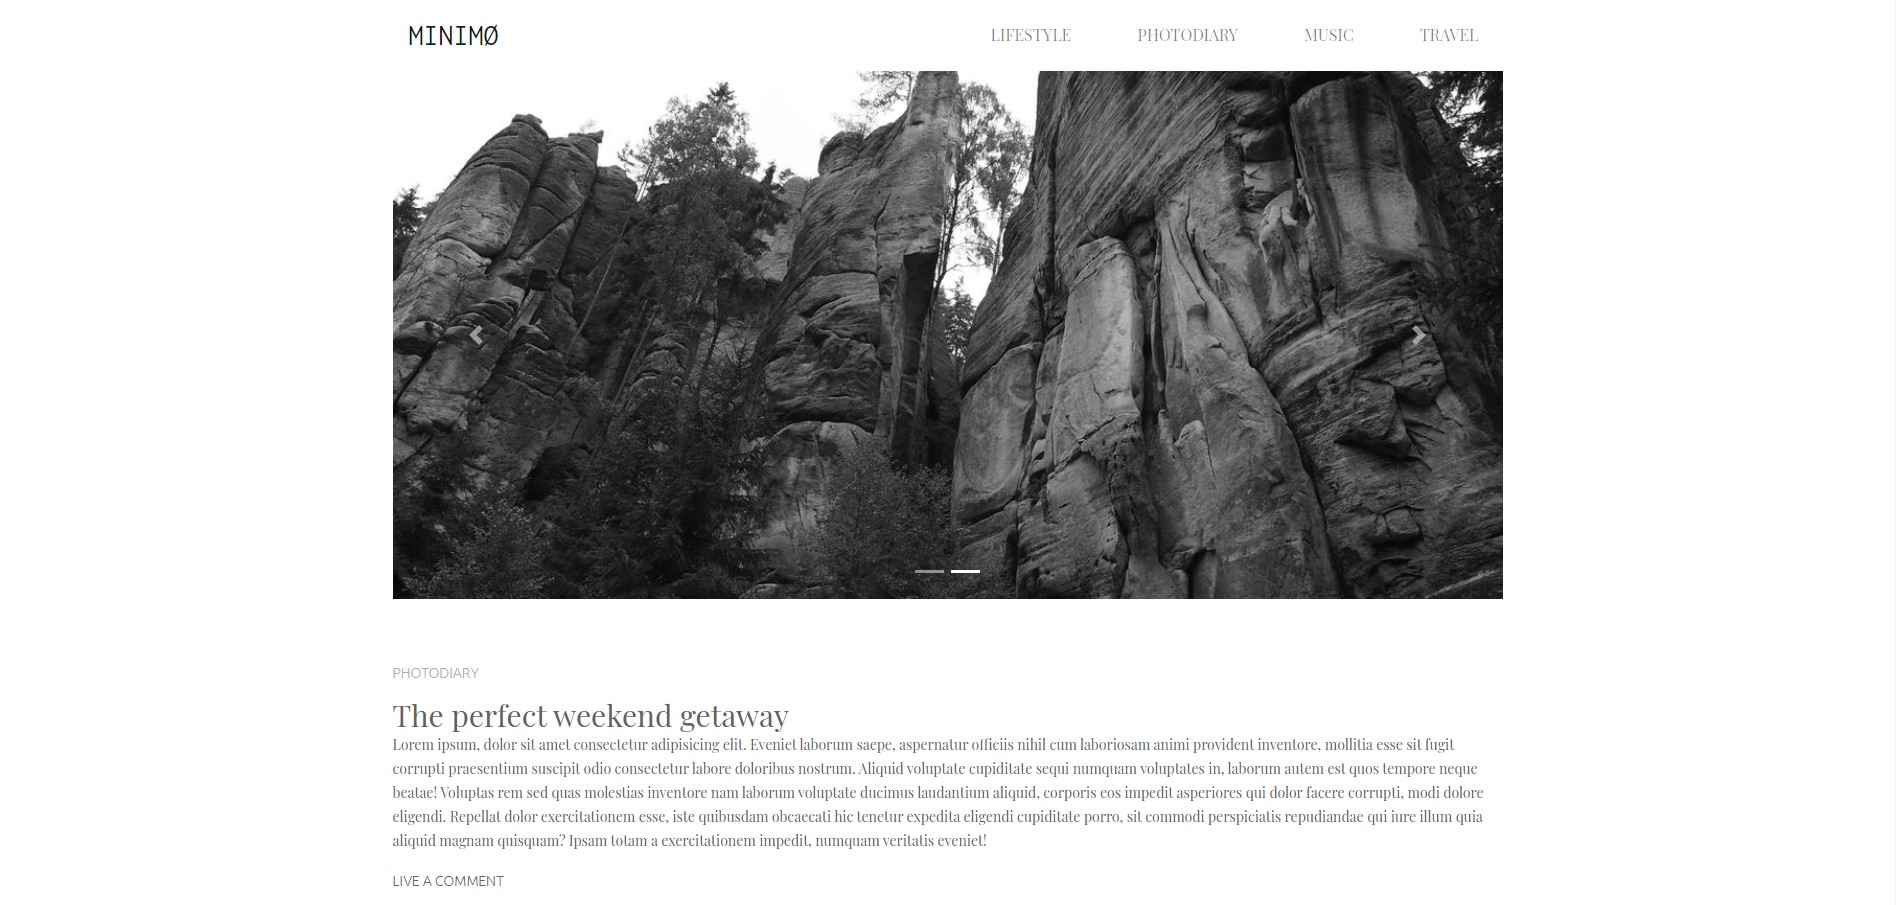 MINIMØ
LIFESTYLE
PHOTODIARY
MUSIC
TRAVEL
PHOTODIARY
The perfect weekend getaway
Lorem ipsum, dolor sit amet consectetur adipisicing elit. Eveniet laborum saepe, aspernatur officiis nihil cum laboriosam animi provident inventore, mollitia esse sit fugit
corrupti praesentium suscipit odio consectetur labore doloribus nostrum. Aliquid voluptate cupiditate sequi numquam voluptates in, laborum autem est quos tempore neque
beatae! Voluptas rem sed quas molestias inventore nam laborum voluptate ducimus laudantium aliquid, corporis eos impedit asperiores qui dolor facere corrupti, modi dolore
eligendi. Repellat dolor exercitationem esse, iste quibusdam obcaecati hic tenetur expedita eligendi cupiditate porro, sit commodi perspiciatis repudiandae qui iure illum quia
aliquid magnam quisquam? Ipsam totam a exercitationem impedit, numquam veritatis eveniet!
LIVE A COMMENT